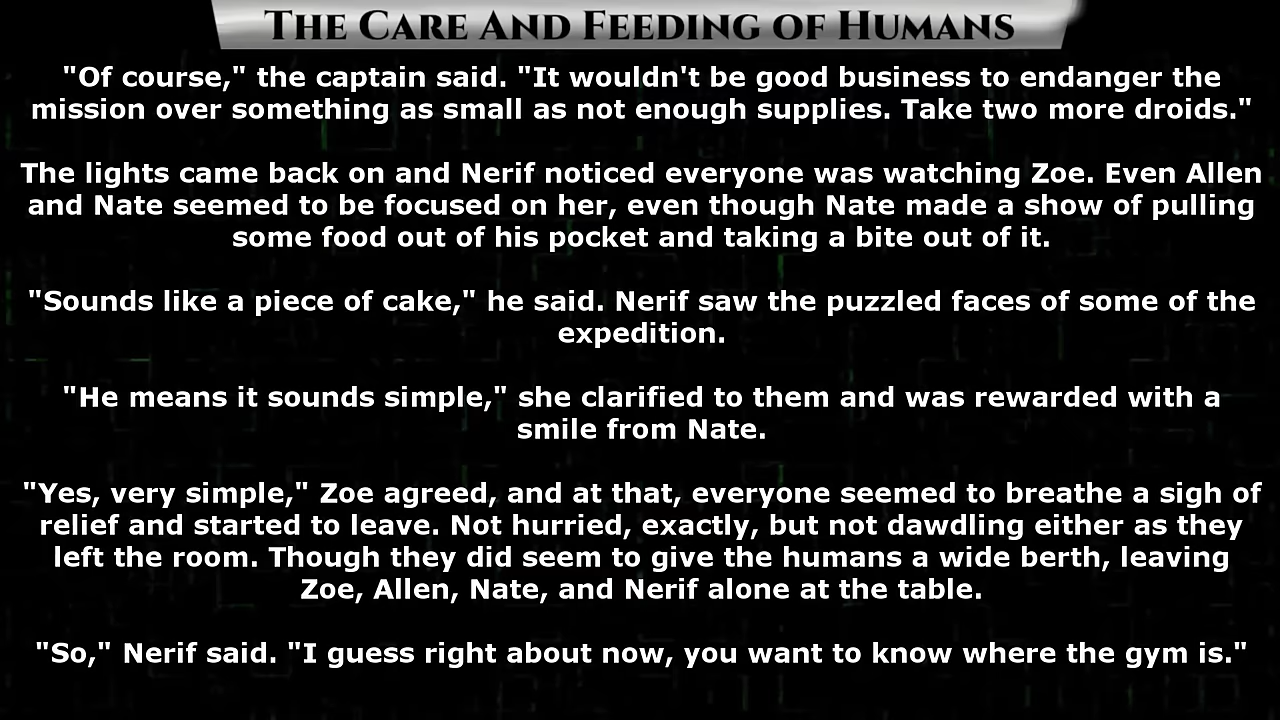 The Care And Feeding of Humans
"Of course," the captain said. "It wouldn't be good business to endanger the
mission over something as small as not enough supplies. Take two more droids."
The lights came back on and Nerif noticed everyone was watching Zoe. Even Allen
and Nate seemed to be focused on her, even though Nate made a show of pulling
some food out of his pocket and taking a bite out of it.
"Sounds like a piece of cake," he said. Nerif saw the puzzled faces of some of the
expedition.
"He means it sounds simple," she clarified to them and was rewarded with a
smile from Nate.
"Yes, very simple," Zoe agreed, and at that, everyone seemed to breathe a sigh of
relief and started to leave. Not hurried, exactly, but not dawdling either as they
left the room. Though they did seem to give the humans a wide berth, leaving
Zoe, Allen, Nate, and Nerif alone at the table.
"So," Nerif said. "I guess right about now, you want to know where the gym is."